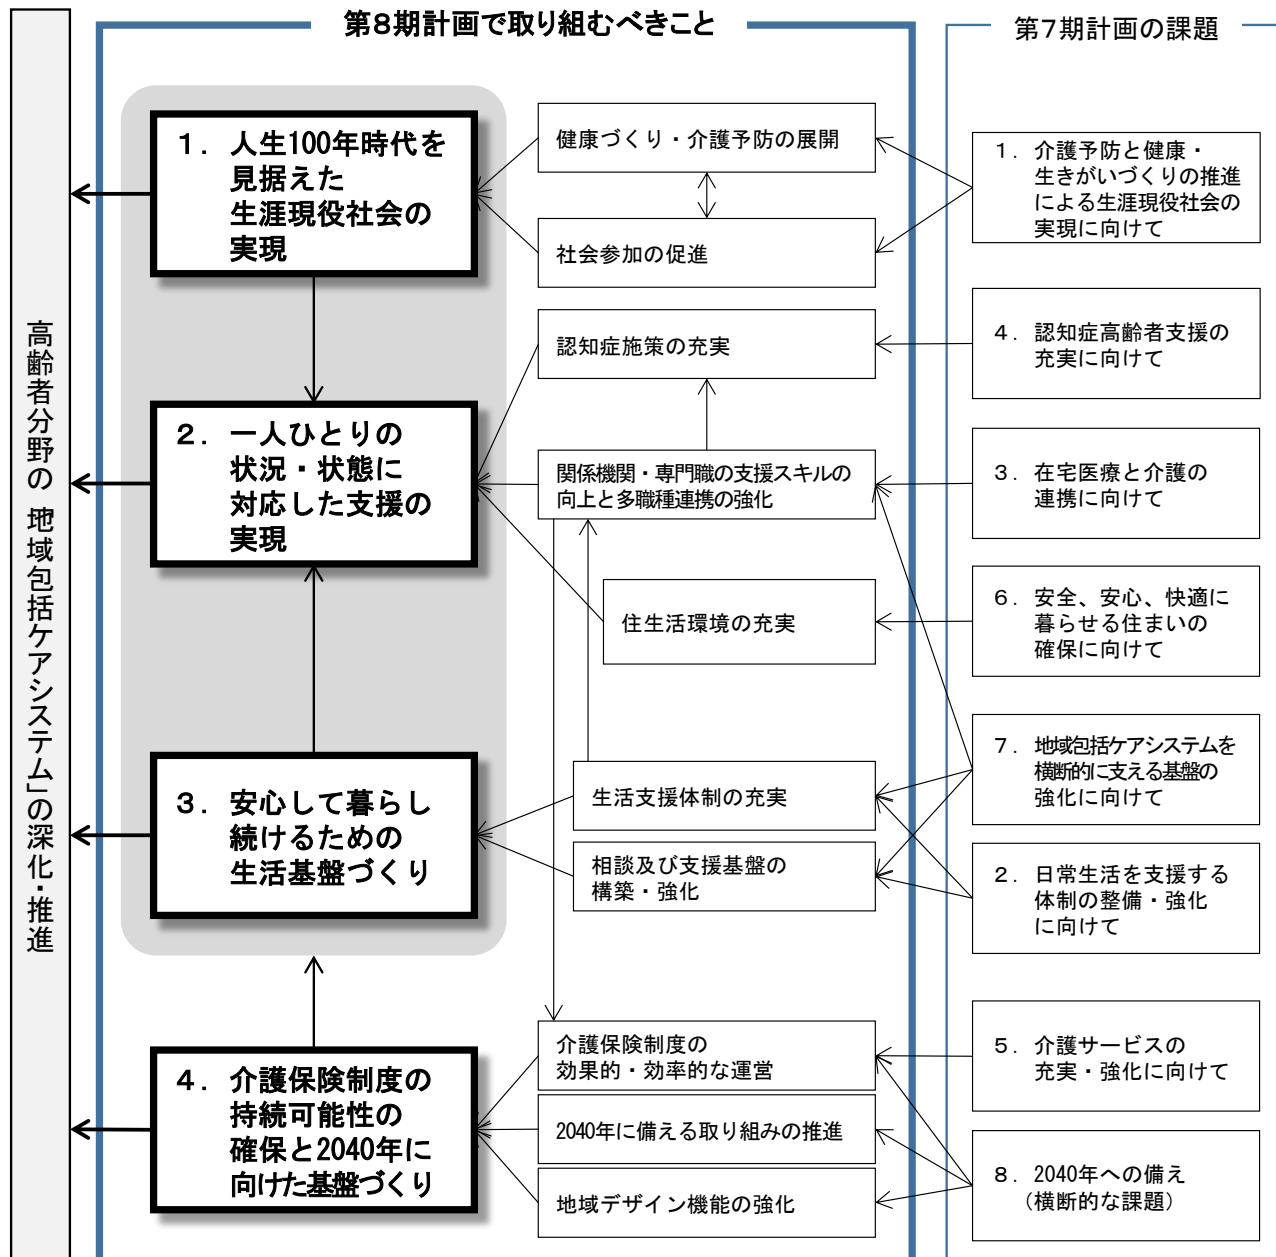 第8期計画で取り組むべきこと
第7期計画の課題
高齢者分野の「地域包括ケアシステム」の深化・推進
1. 人生100年時代を
見据えた
生涯現役社会の
実現
2. 一人ひとりの
状況・状態に
対応した支援の
実現
3. 安心して暮らし
続けるための
生活基盤づくり
4. 介護保険制度の
持続可能性の
確保と2040年に
向けた基盤づくり
健康づくり・介護予防の展開
社会参加の促進
認知症施策の充実
関係機関・専門職の支援スキルの
向上と多職種連携の強化
住生活環境の充実
生活支援体制の充実
相談及び支援基盤の
構築・強化
介護保険制度の
効果的・効率的な運営
2040年に備える取り組みの推進
地域デザイン機能の強化
1. 介護予防と健康・
生きがいづくりの推進
による生涯現役社会の
実現に向けて
4. 認知症高齢者支援の
充実に向けて
3. 在宅医療と介護の
連携に向けて
6. 安全、安心、快適に
暮らせる住まいの
確保に向けて
7. 地域包括ケアシステムを
横断的に支える基盤の
強化に向けて
2. 日常生活を支援する
体制の整備・強化
に向けて
5. 介護サービスの
充実・強化に向けて
8. 2040年への備え
(横断的な課題)